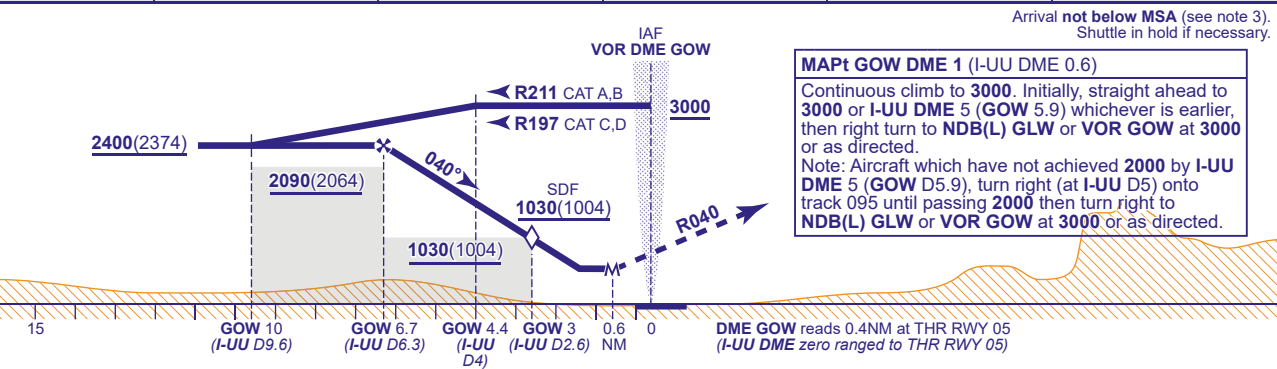 Arrival not below MSA (see note 3).
Shuttle in hold if necessary.
IAF
VOR DME GOW
R211 CAT A,B
R197 CAT C,D
3000
2400(2374)
2090(2064)
040°
SDF
1030(1004)
1030(1004)
R040
M
MAPt GOW DME 1 (I-UU DME 0.6)
Continuous climb to 3000. Initially, straight ahead to
3000 or I-UU DME 5 (GOW 5.9) whichever is earlier,
then right turn to NDB(L) GLW or VOR GOW at 3000
or as directed.
Note: Aircraft which have not achieved 2000 by I-UU
DME 5 (GOW D5.9), turn right (at I-UU D5) onto
track 095 until passing 2000 then turn right to
NDB(L) GLW or VOR GOW at 3000 or as directed.
15
GOW 10
(I-UU D9.6)
GOW 6.7
(I-UU D6.3)
GOW 4.4
(I-UU
D4)
GOW 3
(I-UU D2.6)
0.6
NM
0
DME GOW reads 0.4NM at THR RWY 05
(I-UU DME zero ranged to THR RWY 05)